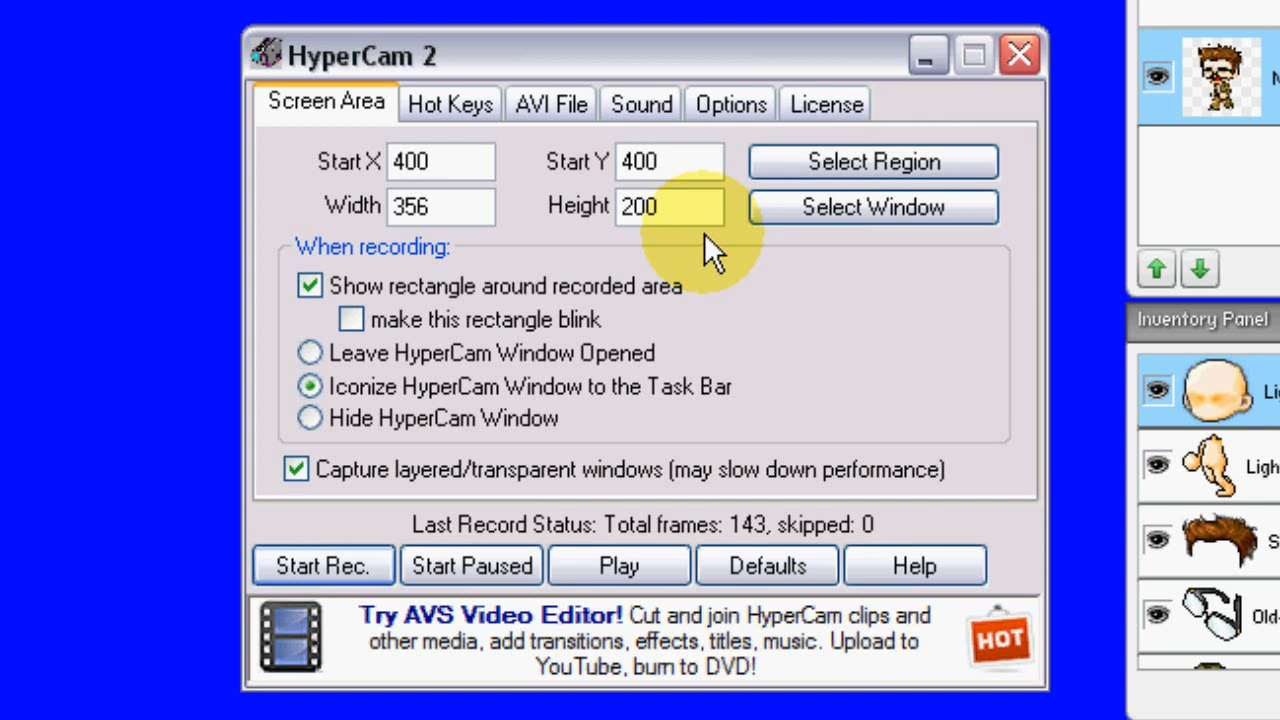 HyperCam 2
Screen Area Hot Keys AVI File Sound Options License
Start X 400 Start Y 400 Select Region
Width 356 Height 200 Select Window
When recording:
Show rectangle around recorded area
make this rectangle blink
Leave HyperCam Window Opened
Iconize HyperCam Window to the Task Bar
Hide HyperCam Window
Capture layered/transparent windows (may slow down performance)
Last Record Status: Total frames: 143, skipped: 0
Start Rec. Start Paused Play Defaults Help
Try AVS Video Editor! Cut and join HyperCam clips and
other media, add transitions, effects, titles, music. Upload to
YouTube, burn to DVD!
HOT
Inventory Panel